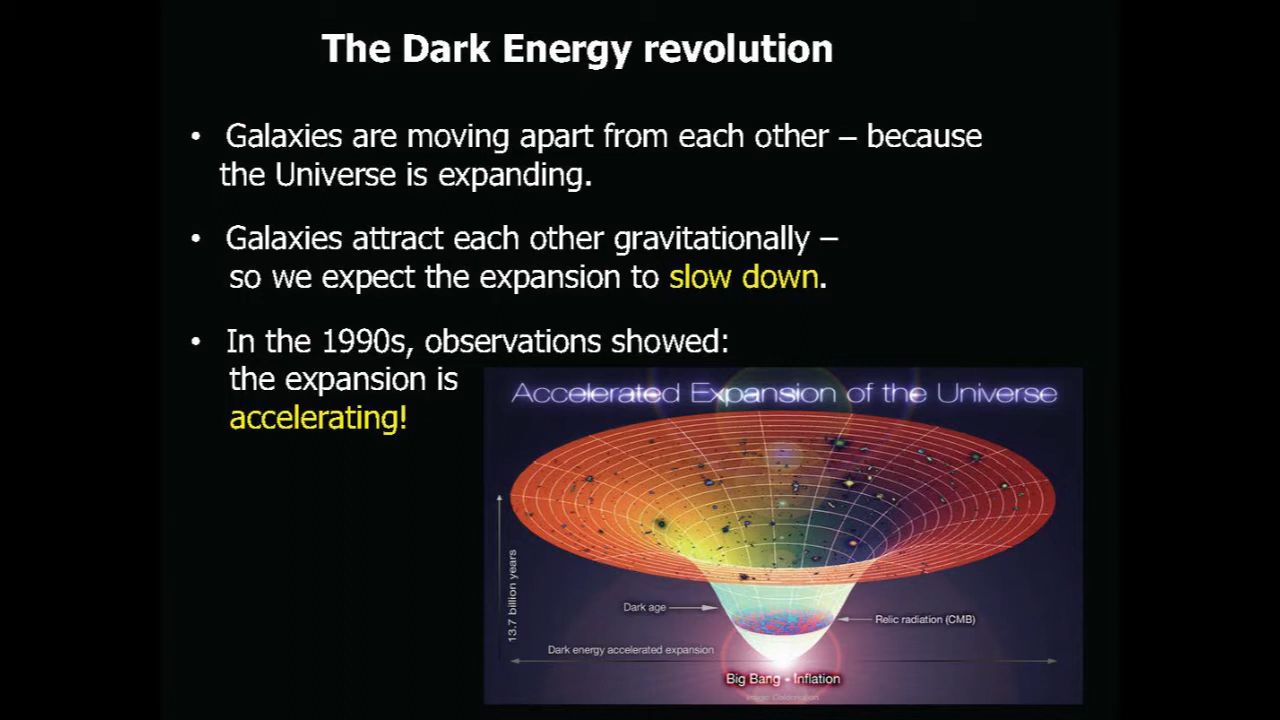 The Dark Energy revolution
• Galaxies are moving apart from each other – because
the Universe is expanding.
• Galaxies attract each other gravitationally –
so we expect the expansion to slow down.
• In the 1990s, observations showed:
the expansion is
accelerating!
Accelerated Expansion of the Universe
13.7 billion years
Dark age
Relic radiation (CMB)
Dark energy accelerated expansion
Big Bang - Inflation